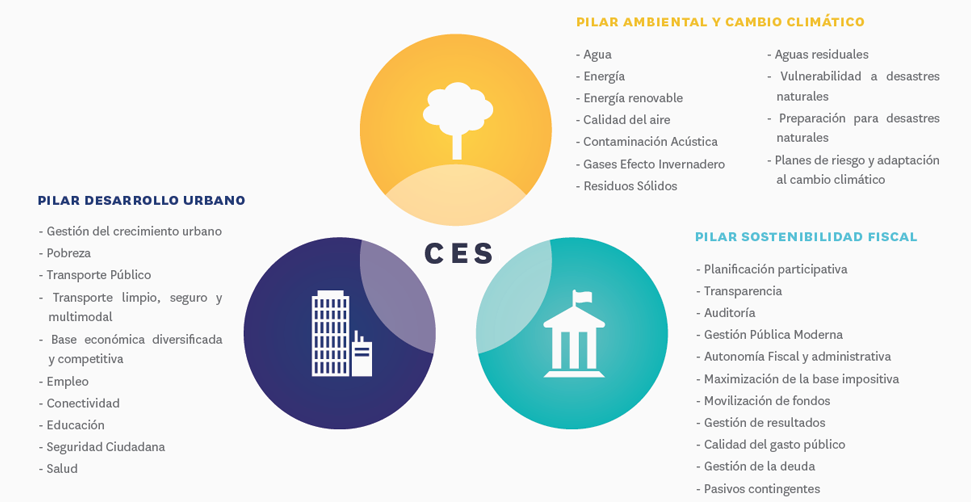 PILAR AMBIENTAL Y CAMBIO CLIMÁTICO
- Agua
- Energía
- Energía renovable
- Calidad del aire
- Contaminación Acústica
- Gases Efecto Invernadero
- Residuos Sólidos
- Aguas residuales
- Vulnerabilidad a desastres
naturales
- Preparación para desastres
naturales
- Planes de riesgo y adaptación
al cambio climático
PILAR DESARROLLO URBANO
- Gestión del crecimiento urbano
- Pobreza
- Transporte Público
- Transporte limpio, seguro y
multimodal
- Base económica diversificada
y competitiva
- Empleo
- Conectividad
- Educación
- Seguridad Ciudadana
- Salud
CES
PILAR SOSTENIBILIDAD FISCAL
- Planificación participativa
- Transparencia
- Auditoría
- Gestión Pública Moderna
- Autonomía Fiscal y administrativa
- Maximización de la base impositiva
- Movilización de fondos
- Gestión de resultados
- Calidad del gasto público
- Gestión de la deuda
- Pasivos contingentes